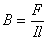 B = F / Il